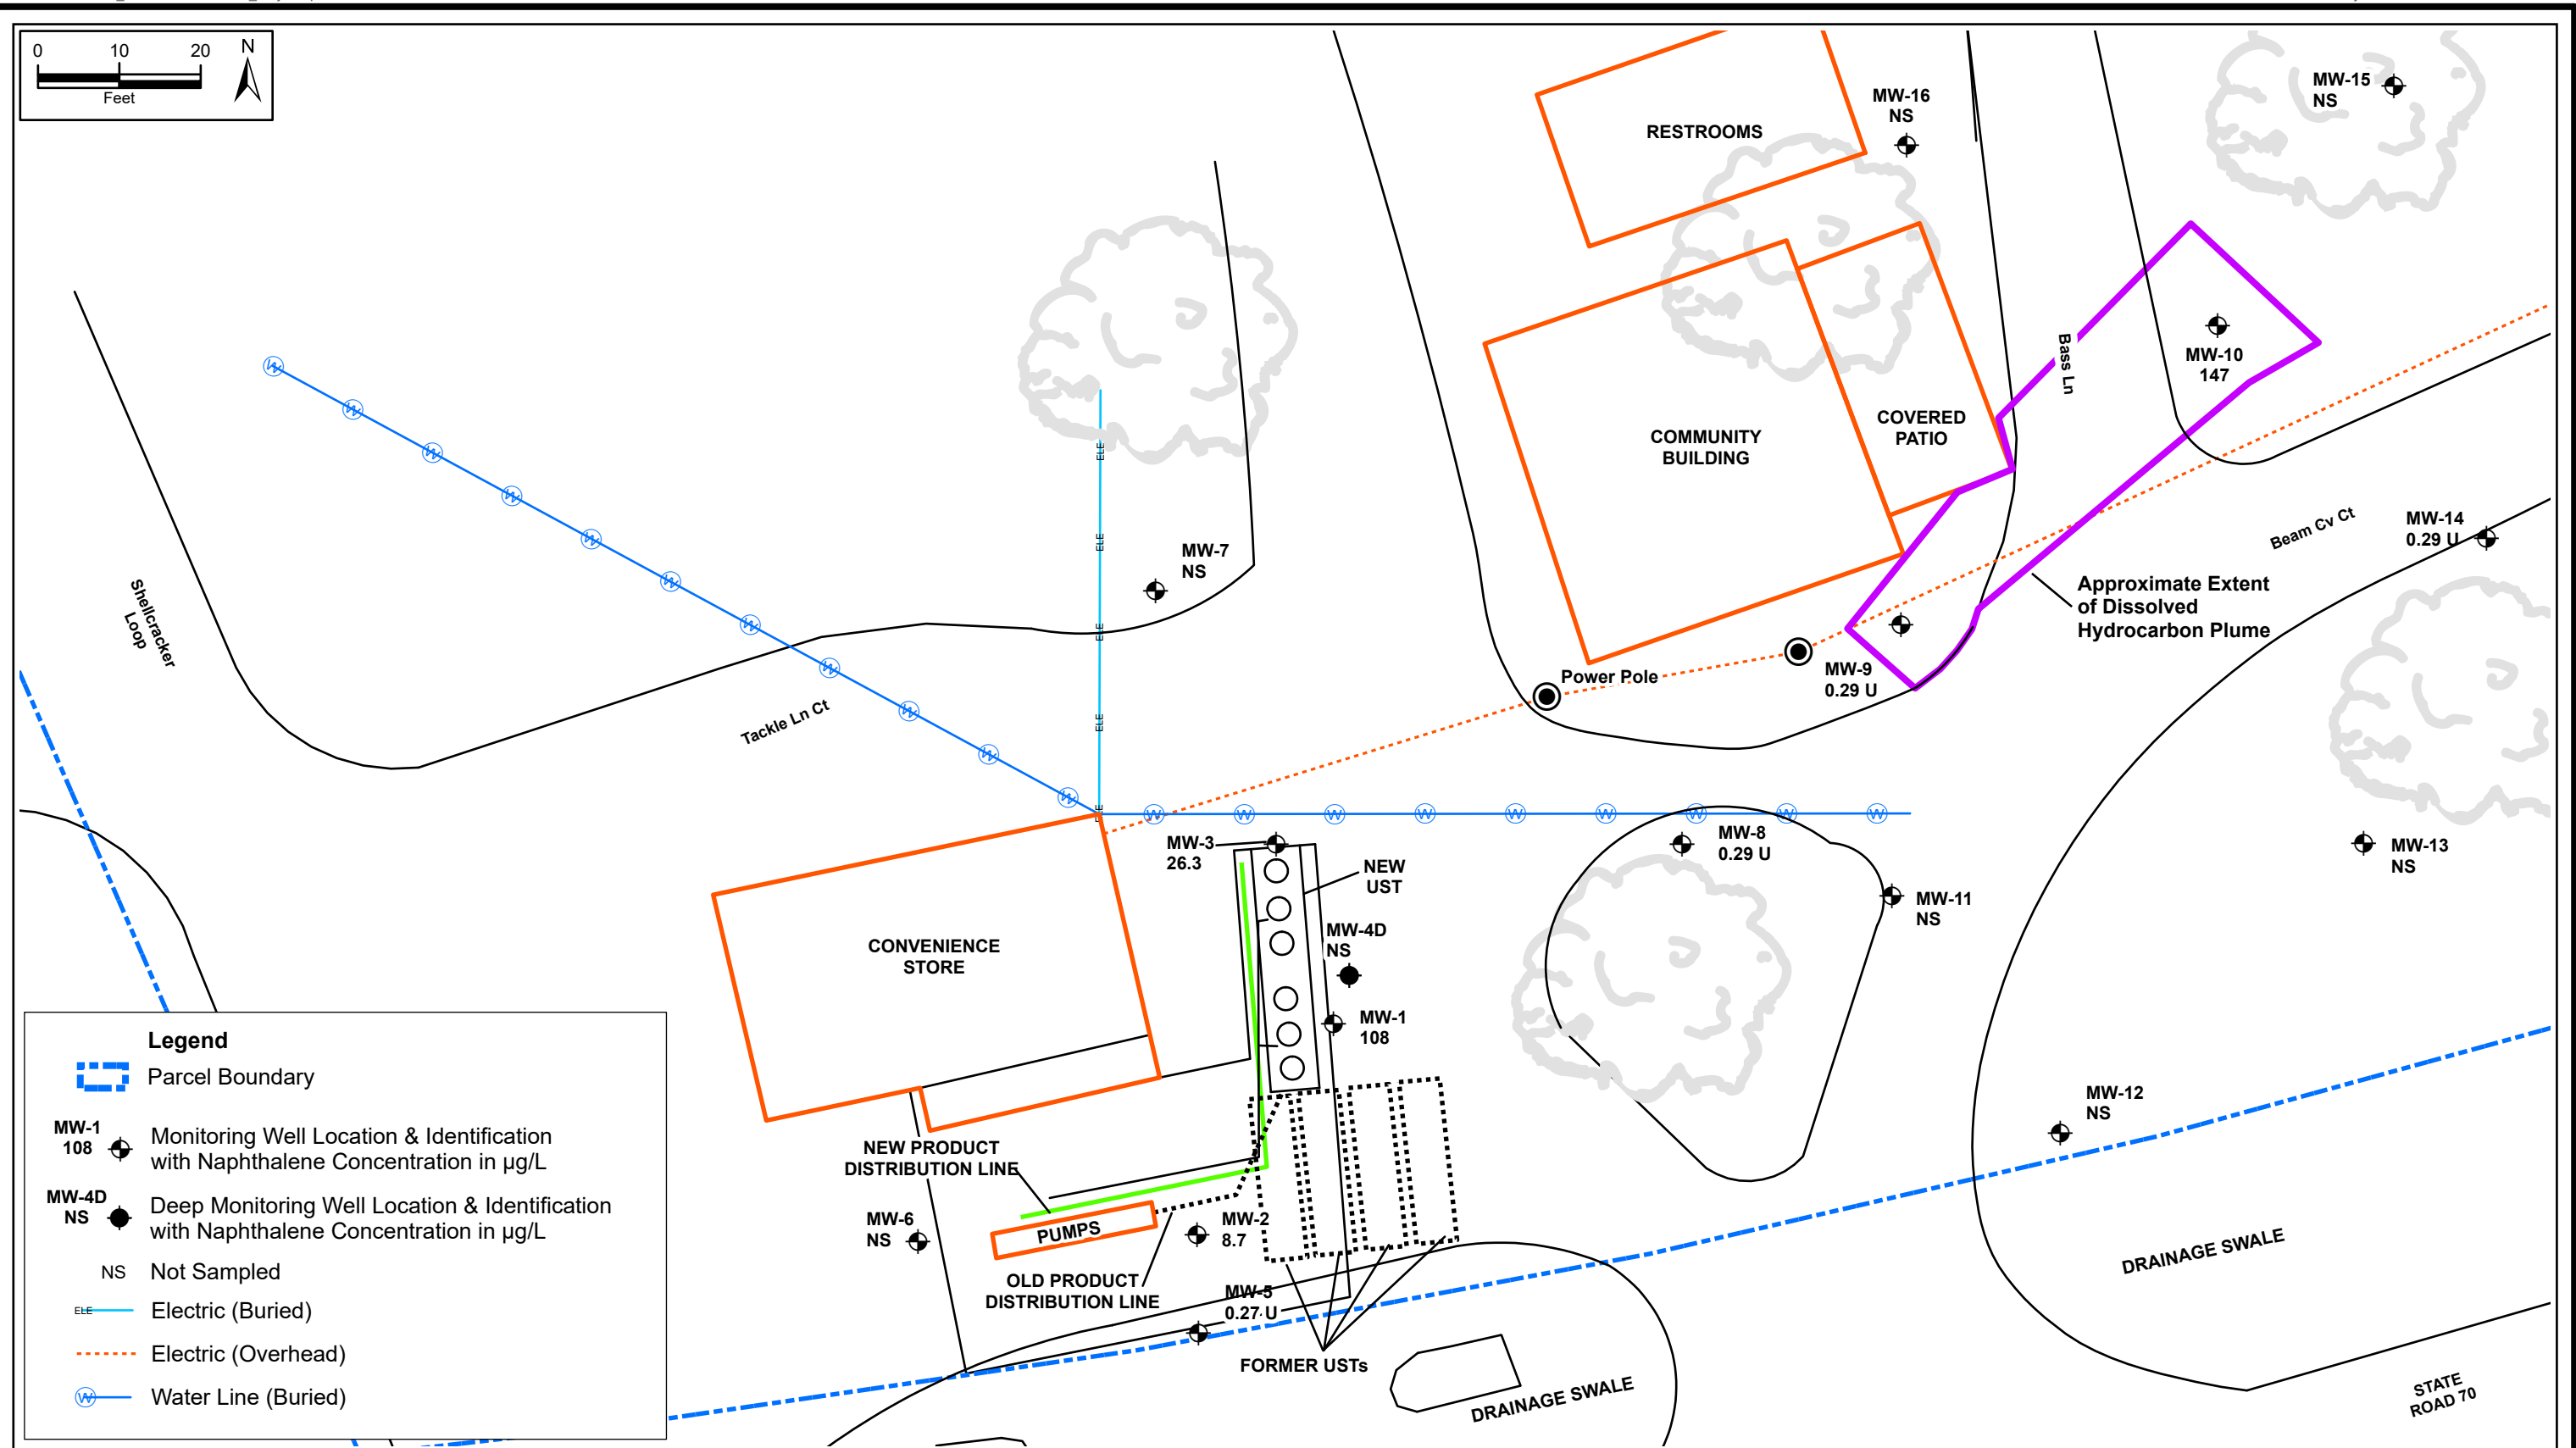 0 10 20
Feet
N
MW-15
NS
MW-16
NS
RESTROOMS
MW-10
147
Bass Ln
COVERED
PATIO
COMMUNITY
BUILDING
ELE
ELE
ELE
ELE
ELE
W
W
W
W
W
W
W
W
W
W
W
MW-7
NS
MW-14
0.29 U
Beam Cv Ct
Approximate Extent
of Dissolved
Hydrocarbon Plume
Shellcracker
Loop
Power Pole
MW-9
0.29 U
Tackle Ln Ct
W
W
W
W
W
W
W
W
W
MW-3
26.3
NEW
UST
MW-8
0.29 U
MW-13
NS
MW-11
NS
MW-4D
NS
CONVENIENCE
STORE
MW-1
108
MW-12
NS
NEW PRODUCT
DISTRIBUTION LINE
MW-6
NS
PUMPS
MW-2
8.7
OLD PRODUCT
DISTRIBUTION LINE
MW-5
0.27 U
FORMER USTs
DRAINAGE SWALE
DRAINAGE SWALE
STATE
ROAD 70
Legend
Parcel Boundary
MW-1
108
Monitoring Well Location & Identification
with Naphthalene Concentration in µg/L
MW-4D
NS
Deep Monitoring Well Location & Identification
with Naphthalene Concentration in µg/L
NS Not Sampled
ELE Electric (Buried)
Electric (Overhead)
W Water Line (Buried)